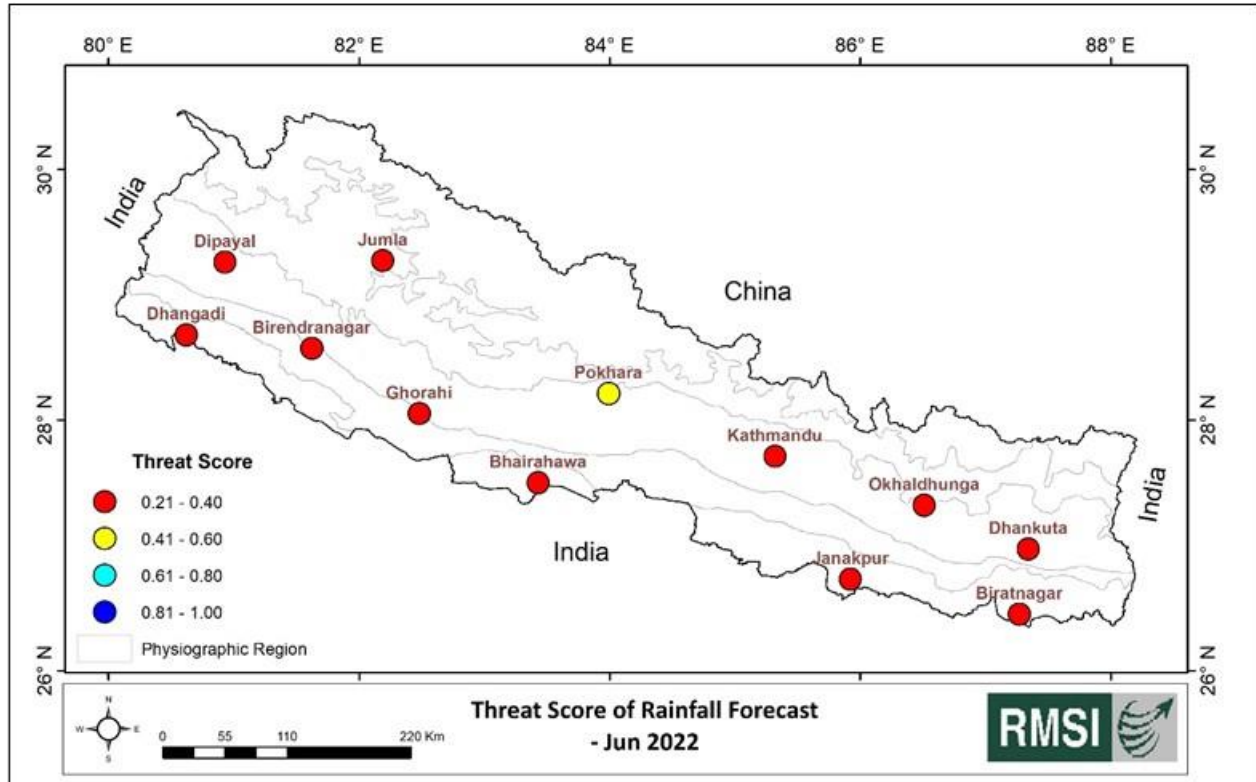 80° E 82° E 84° E 86° E 88° E
30° N 30° N
India
Dipayal Jumla
China
Dhangadi Birendranagar
Pokhara
Ghorahi
28° N 28° N
Kathmandu
Bhairahawa
Okhaldhunga
India
Dhankuta
India
Janakpur
Biratnagar
Threat Score
0.21 - 0.40
0.41 - 0.60
0.61 - 0.80
0.81 - 1.00
Physiographic Region
26° N 26° N
N
W E
S
0 55 110 220 Km
Threat Score of Rainfall Forecast
- Jun 2022
RMSI